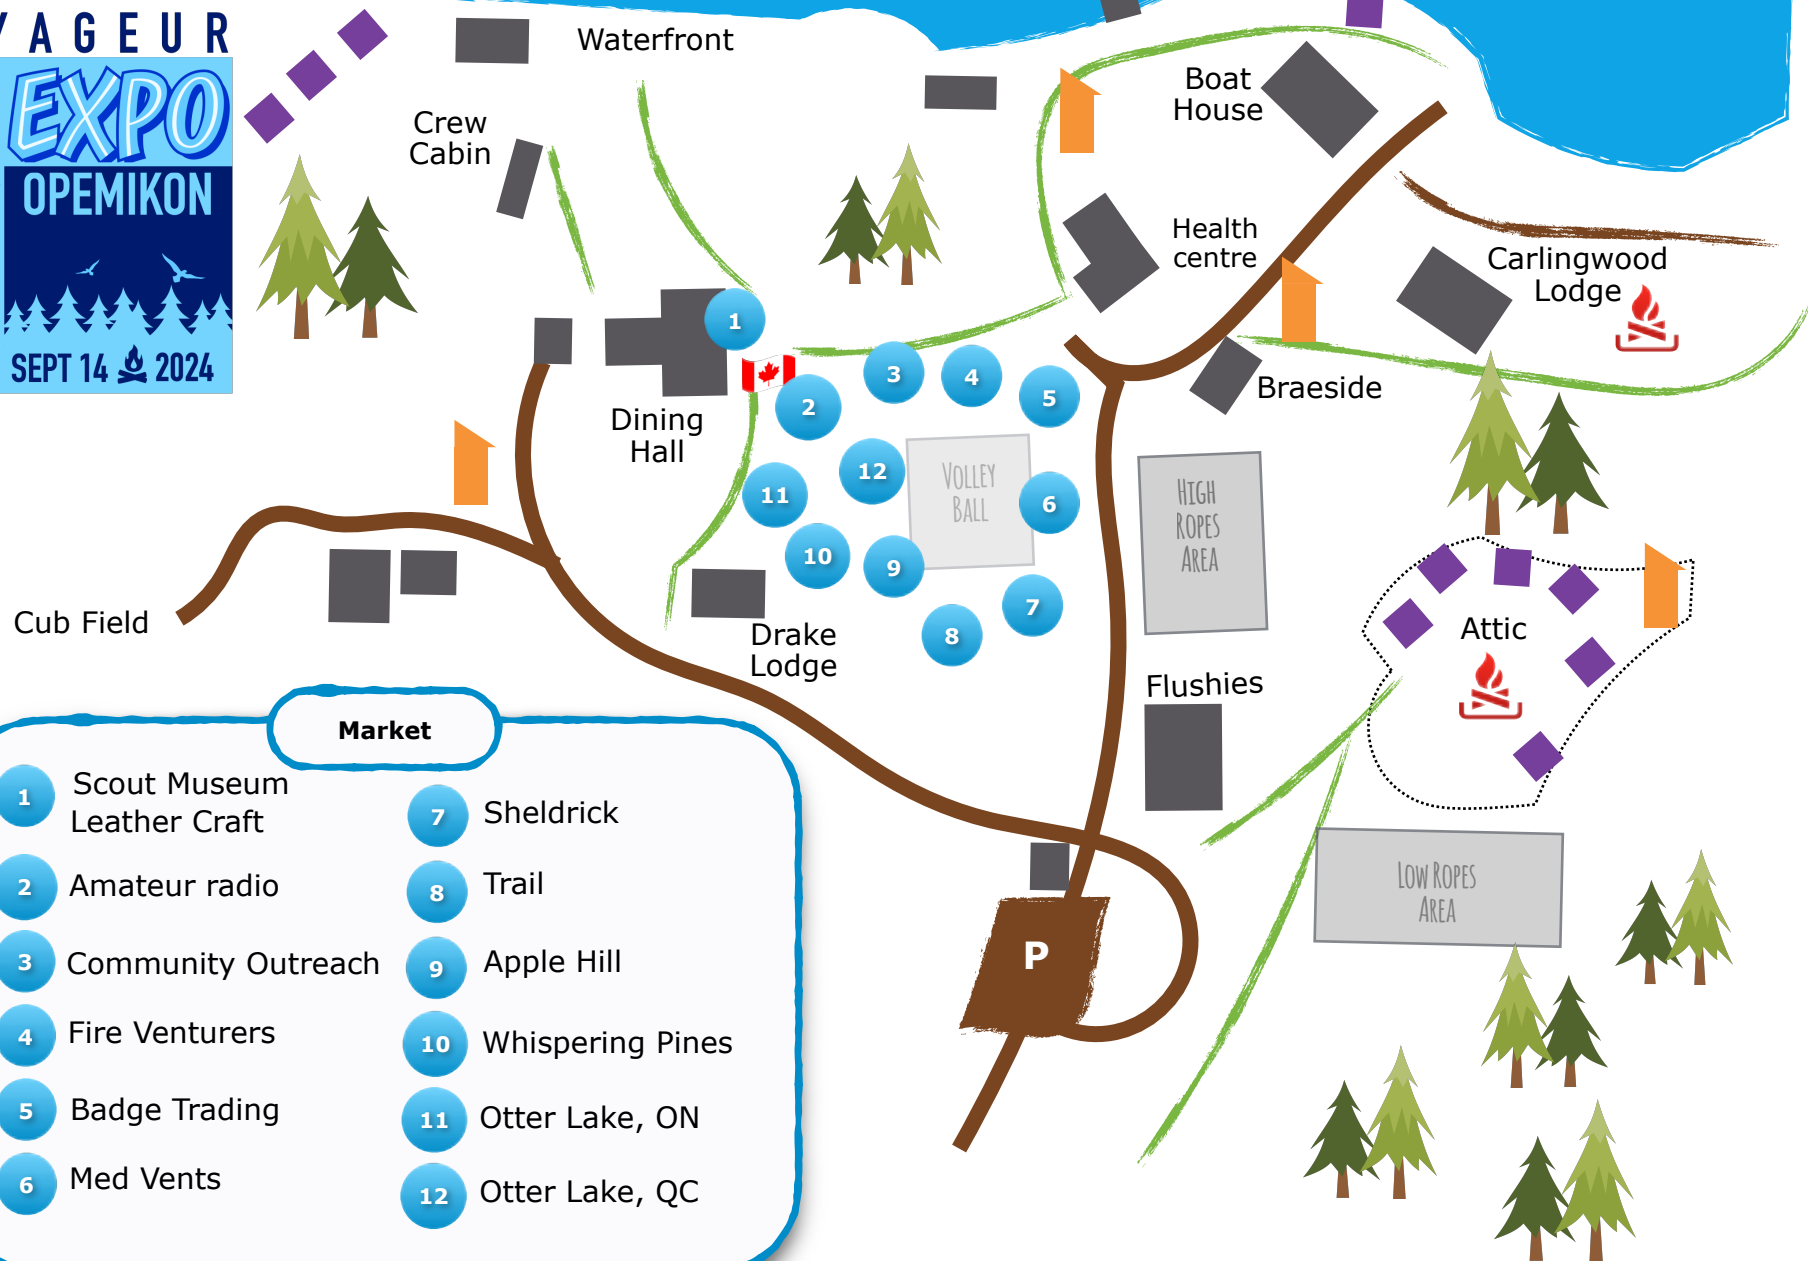 YAGEUR
EXPO
OPEMIKON
SEPT 14 2024
Waterfront
Crew
Cabin
Boat
House
Health
centre
Carlingwood
Lodge
Braeside
Dining
Hall
1
2
3
4
5
6
7
8
9
10
11
12
VOLLEY
BALL
HIGH
ROPES
AREA
Cub Field
Drake
Lodge
Flushies
Attic
LOW ROPES
AREA
P
Market
1 Scout Museum
Leather Craft
2 Amateur radio
3 Community Outreach
4 Fire Venturers
5 Badge Trading
6 Med Vents
7 Sheldrick
8 Trail
9 Apple Hill
10 Whispering Pines
11 Otter Lake, ON
12 Otter Lake, QC